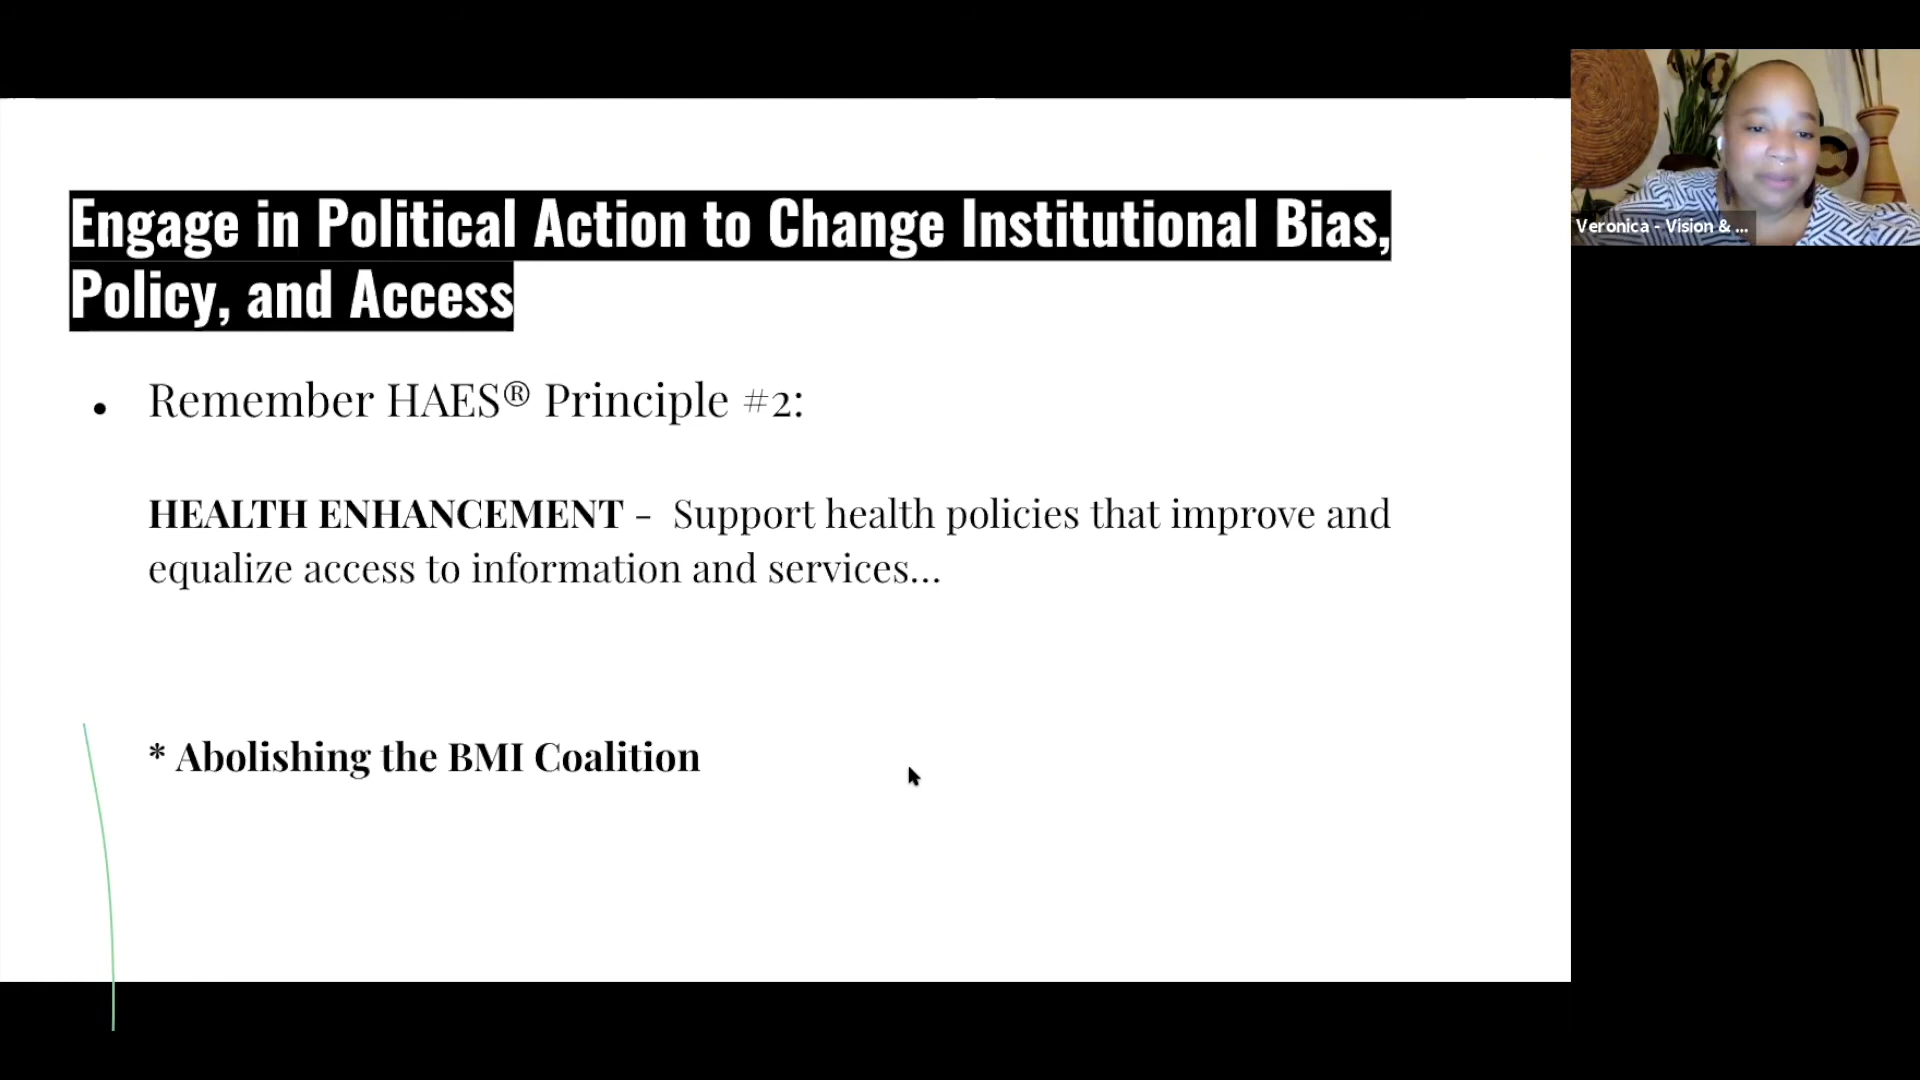 Engage in Political Action to Change Institutional Bias,
Policy, and Access
• Remember HAES® Principle #2:
HEALTH ENHANCEMENT - Support health policies that improve and
equalize access to information and services...
* Abolishing the BMI Coalition
Veronica - Vision & ...